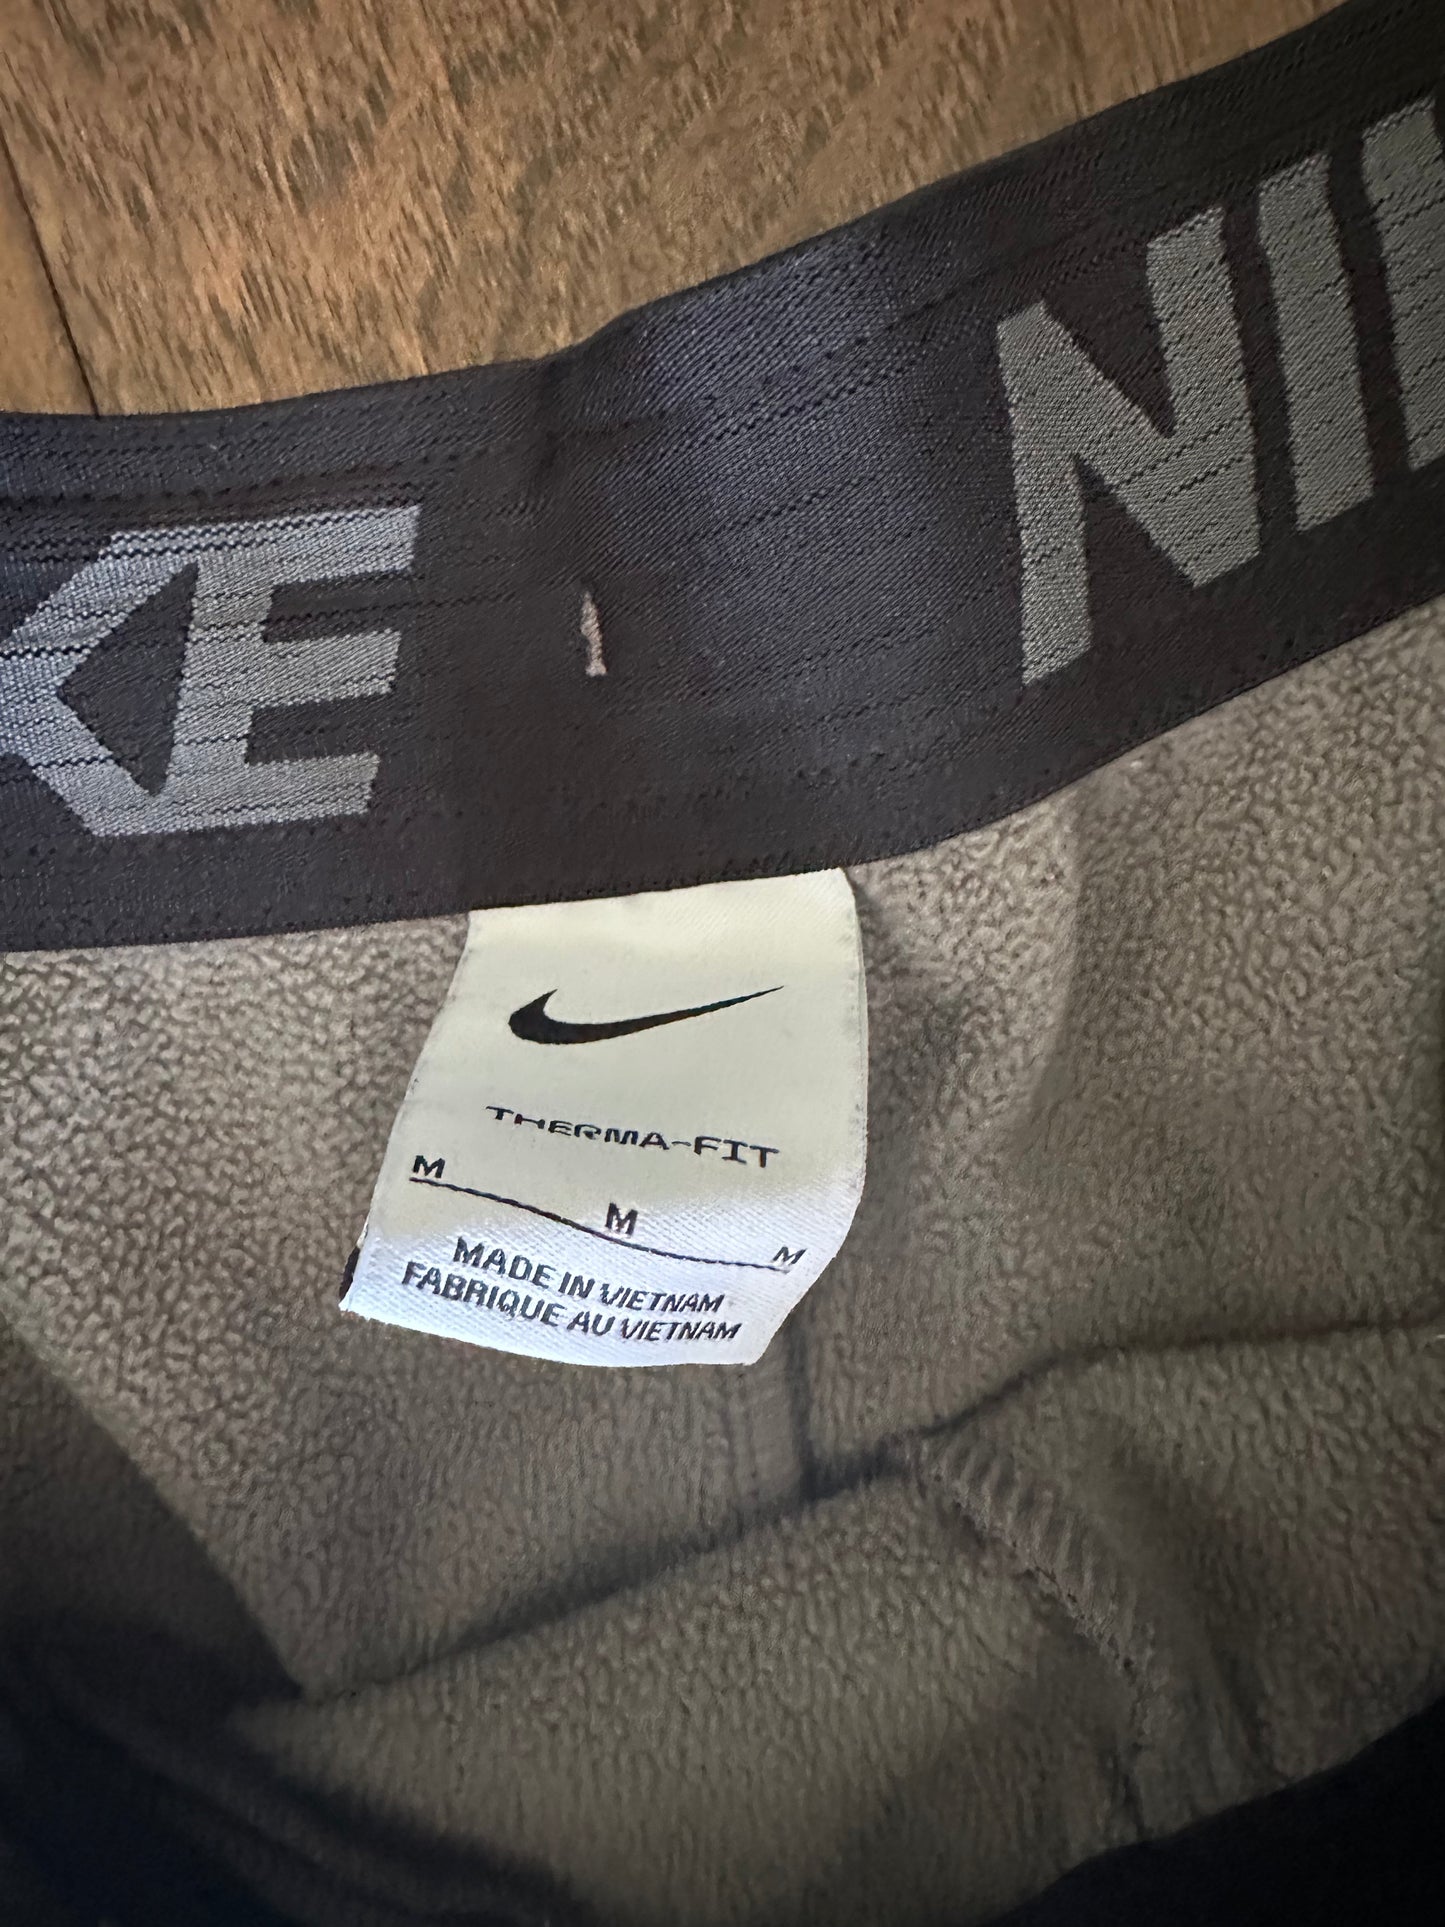 KE
NI
THERMA-FIT
M M M
MADE IN VIETNAM
FABRIQUE AU VIETNAM